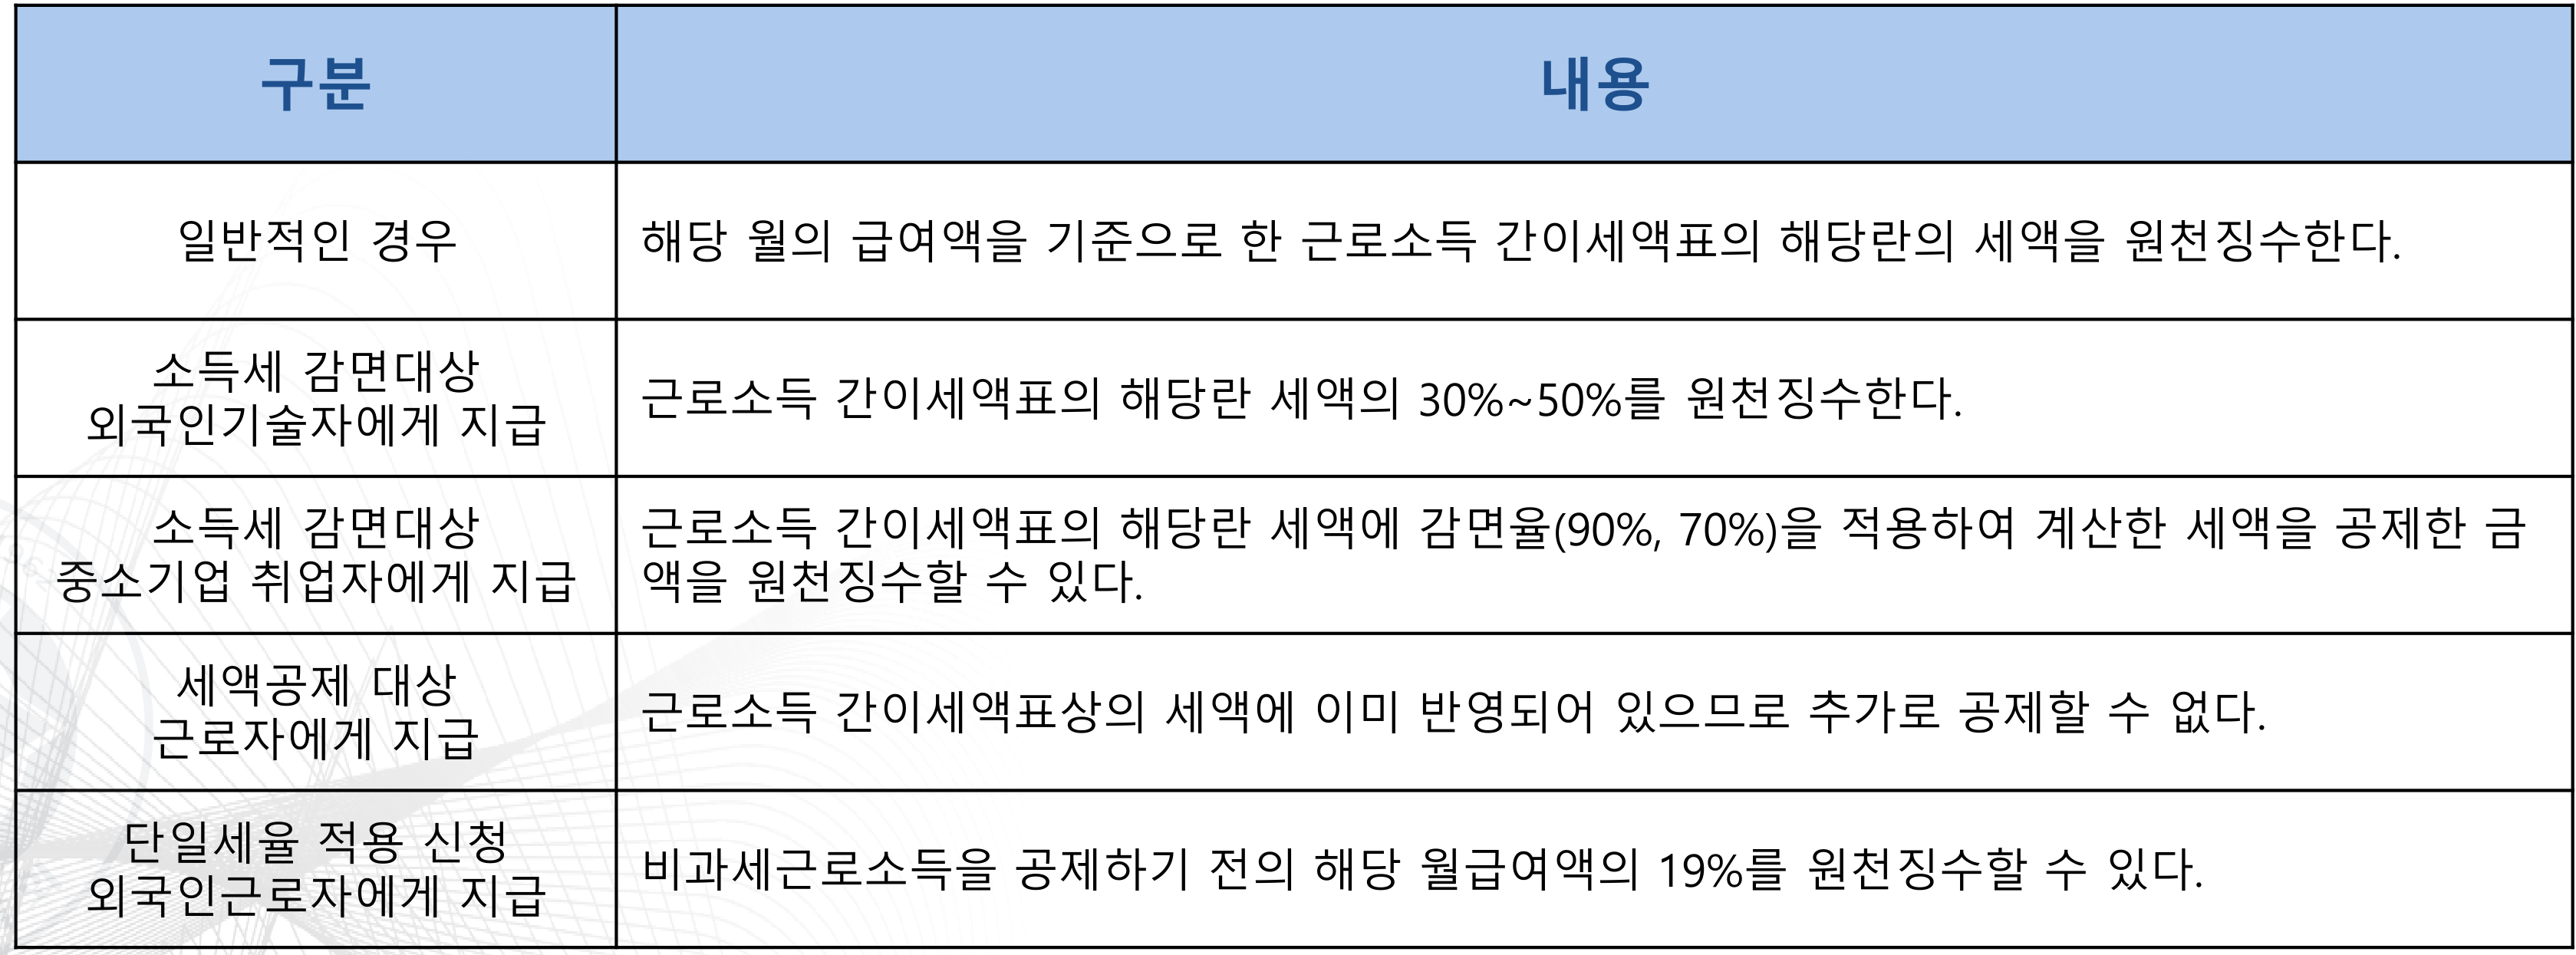 구분
내용
일반적인 경우
해당 월의 급여액을 기준으로 한 근로소득 간이세액표의 해당란의 세액을 원천징수한다.
소득세 감면대상
외국인기술자에게 지급
근로소득 간이세액표의 해당란 세액의 30%~50%를 원천징수한다.
소득세 감면대상
중소기업 취업자에게 지급
근로소득 간이세액표의 해당란 세액에 감면율(90%, 70%)을 적용하여 계산한 세액을 공제한 금
액을 원천징수할 수 있다.
세액공제 대상
근로자에게 지급
근로소득 간이세액표상의 세액에 이미 반영되어 있으므로 추가로 공제할 수 없다.
단일세율 적용 신청
외국인근로자에게 지급
비과세근로소득을 공제하기 전의 해당 월급여액의 19%를 원천징수할 수 있다.